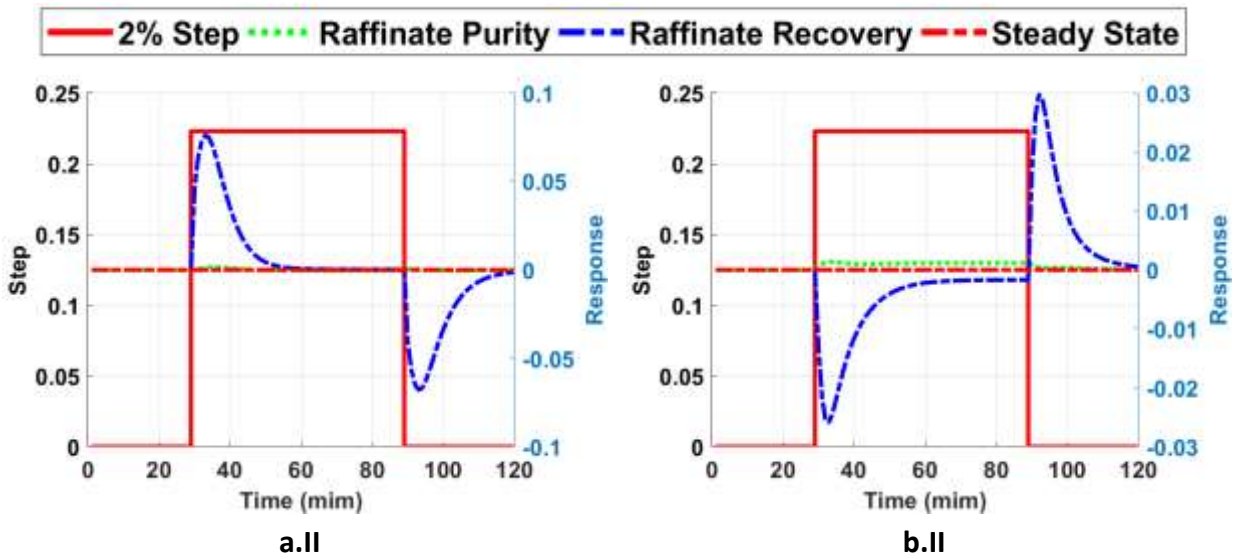 2% Step Raffinate Purity Raffinate Recovery Steady State
0.25 0.1 0.25 0.03
0.2 0.05 0.2 0.02
0.01
0.15 0.15
0 0
0.1 0.1
-0.01
0.05 -0.05 0.05 -0.02
0 -0.1 0 -0.03
Step Response Step Response
0 20 40 60 80 100 120 0 20 40 60 80 100 120
Time (mim) Time (mim)
a.II b.II